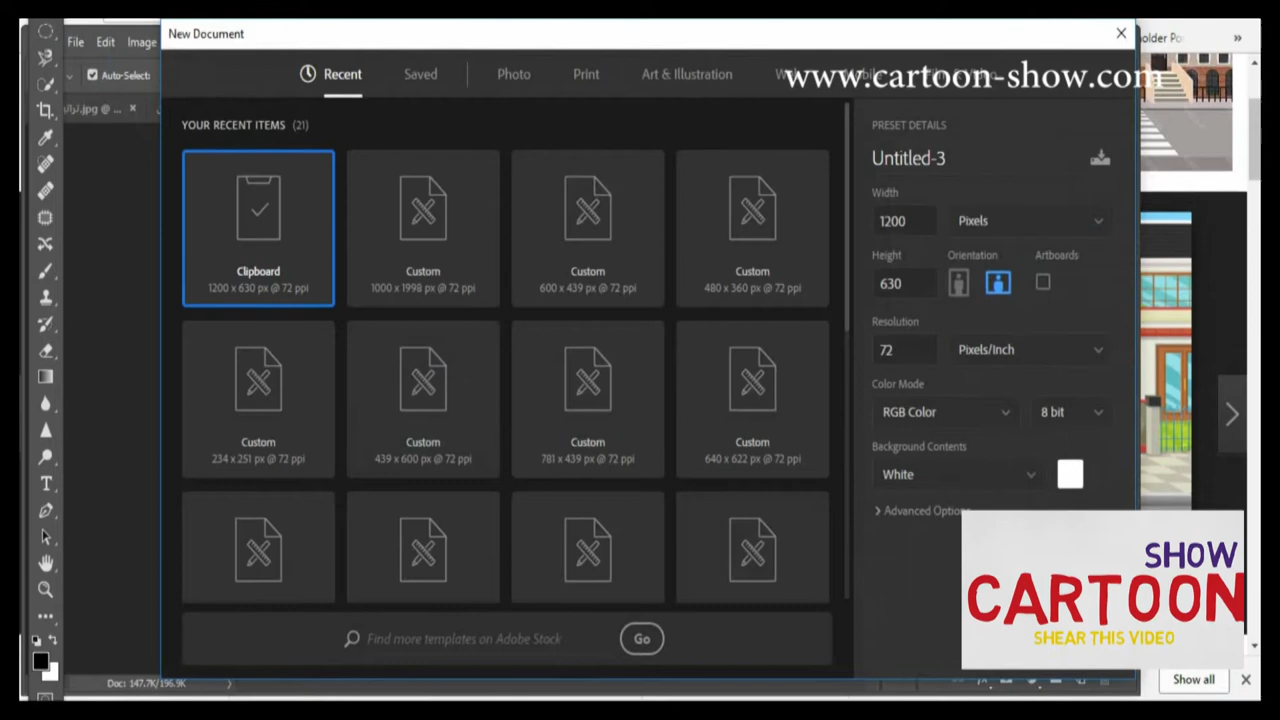 New Document
File Edit Image
older Po
Auto-Select:
Recent Saved Photo Print Art & Illustration
www.cartoon-show.com
.jpg @ ...
YOUR RECENT ITEMS (21)
PRESET DETAILS
Untitled-3
Width
1200 Pixels
Height Orientation Artboards
630
Resolution
72 Pixels/Inch
Color Mode
RGB Color 8 bit
Background Contents
White
Advanced Options
Clipboard
1200 x 630 px @ 72 ppi
Custom
1000 x 1998 px @ 72 ppi
Custom
600 x 439 px @ 72 ppi
Custom
480 x 360 px @ 72 ppi
Custom
234 x 251 px @ 72 ppi
Custom
439 x 600 px @ 72 ppi
Custom
781 x 439 px @ 72 ppi
Custom
640 x 622 px @ 72 ppi
Find more templates on Adobe Stock Go
SHOW
CARTOON
SHEAR THIS VIDEO
Doc: 147.7K/196.9K
Show all